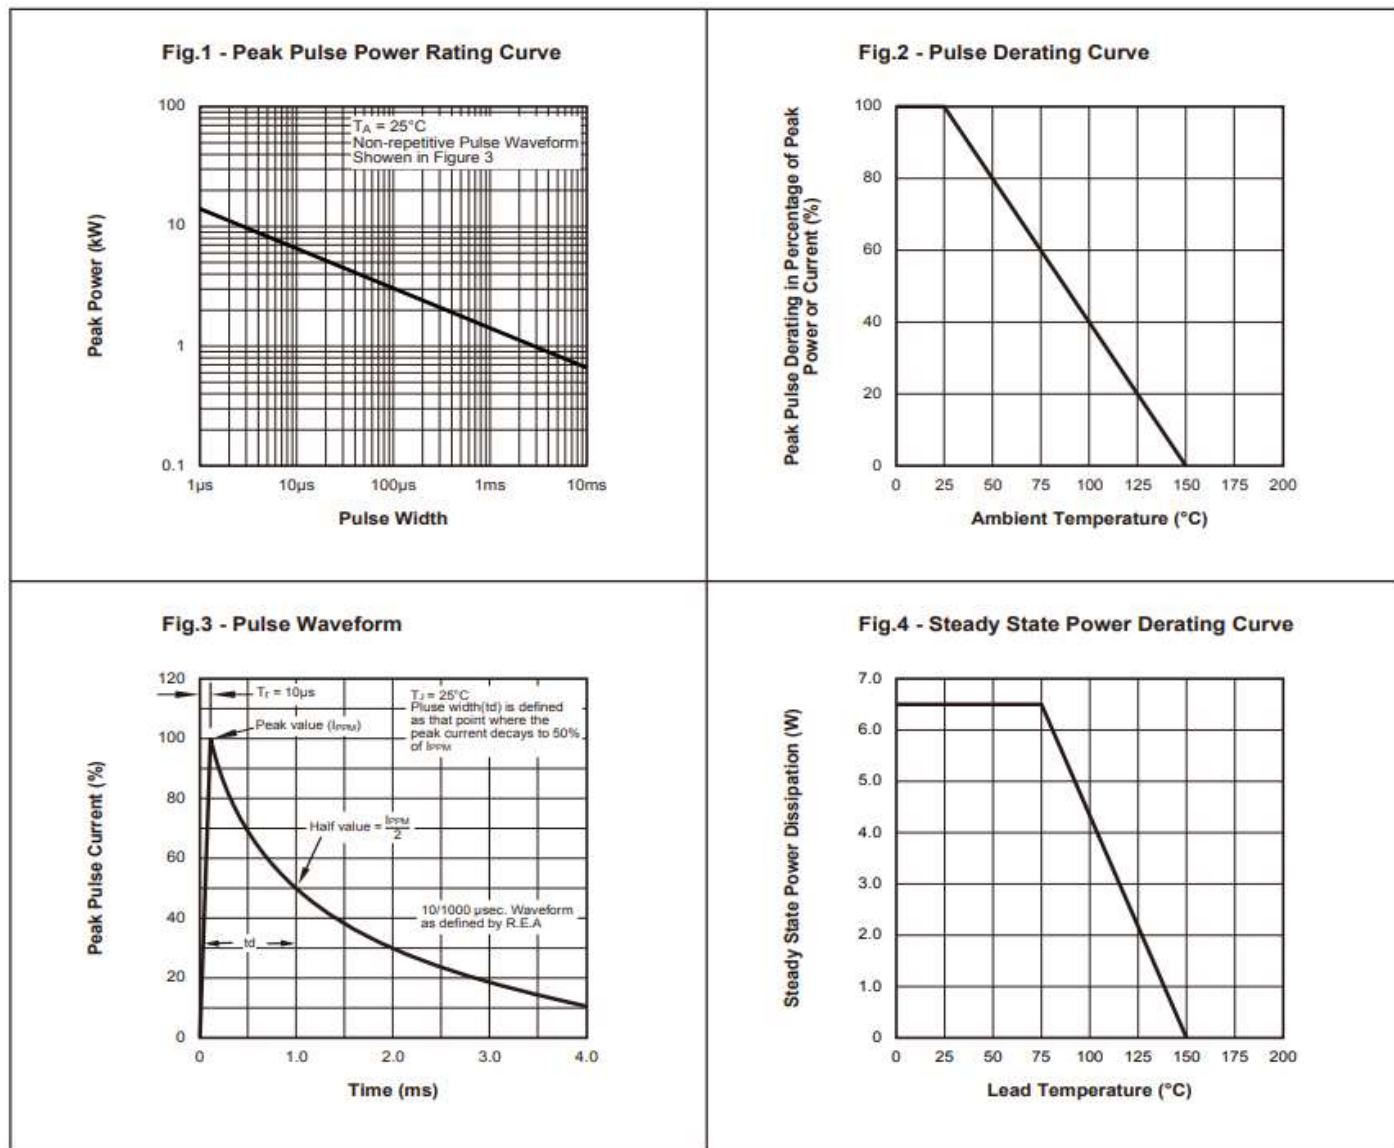 Fig.1 - Peak Pulse Power Rating Curve
Peak Power (kW)
100
10
1
0.1
TA = 25°C
Non-repetitive Pulse Waveform
Showen in Figure 3
1µs 10µs 100µs 1ms 10ms
Pulse Width
Fig.2 - Pulse Derating Curve
Peak Pulse Derating in Percentage of Peak
Power or Current (%)
100
80
60
40
20
0
0 25 50 75 100 125 150 175 200
Ambient Temperature (°C)
Fig.3 - Pulse Waveform
Peak Pulse Current (%)
120
100
80
60
40
20
0
Tr = 10µs
Peak value (IPPM)
TJ = 25°C
Pluse width(td) is defined
as that point where the
peak current decays to 50%
of IPPM
Half value = IPPM
2
10/1000 µsec. Waveform
as defined by R.E.A
td
0 1.0 2.0 3.0 4.0
Time (ms)
Fig.4 - Steady State Power Derating Curve
Steady State Power Dissipation (W)
7.0
6.0
5.0
4.0
3.0
2.0
1.0
0
0 25 50 75 100 125 150 175 200
Lead Temperature (°C)